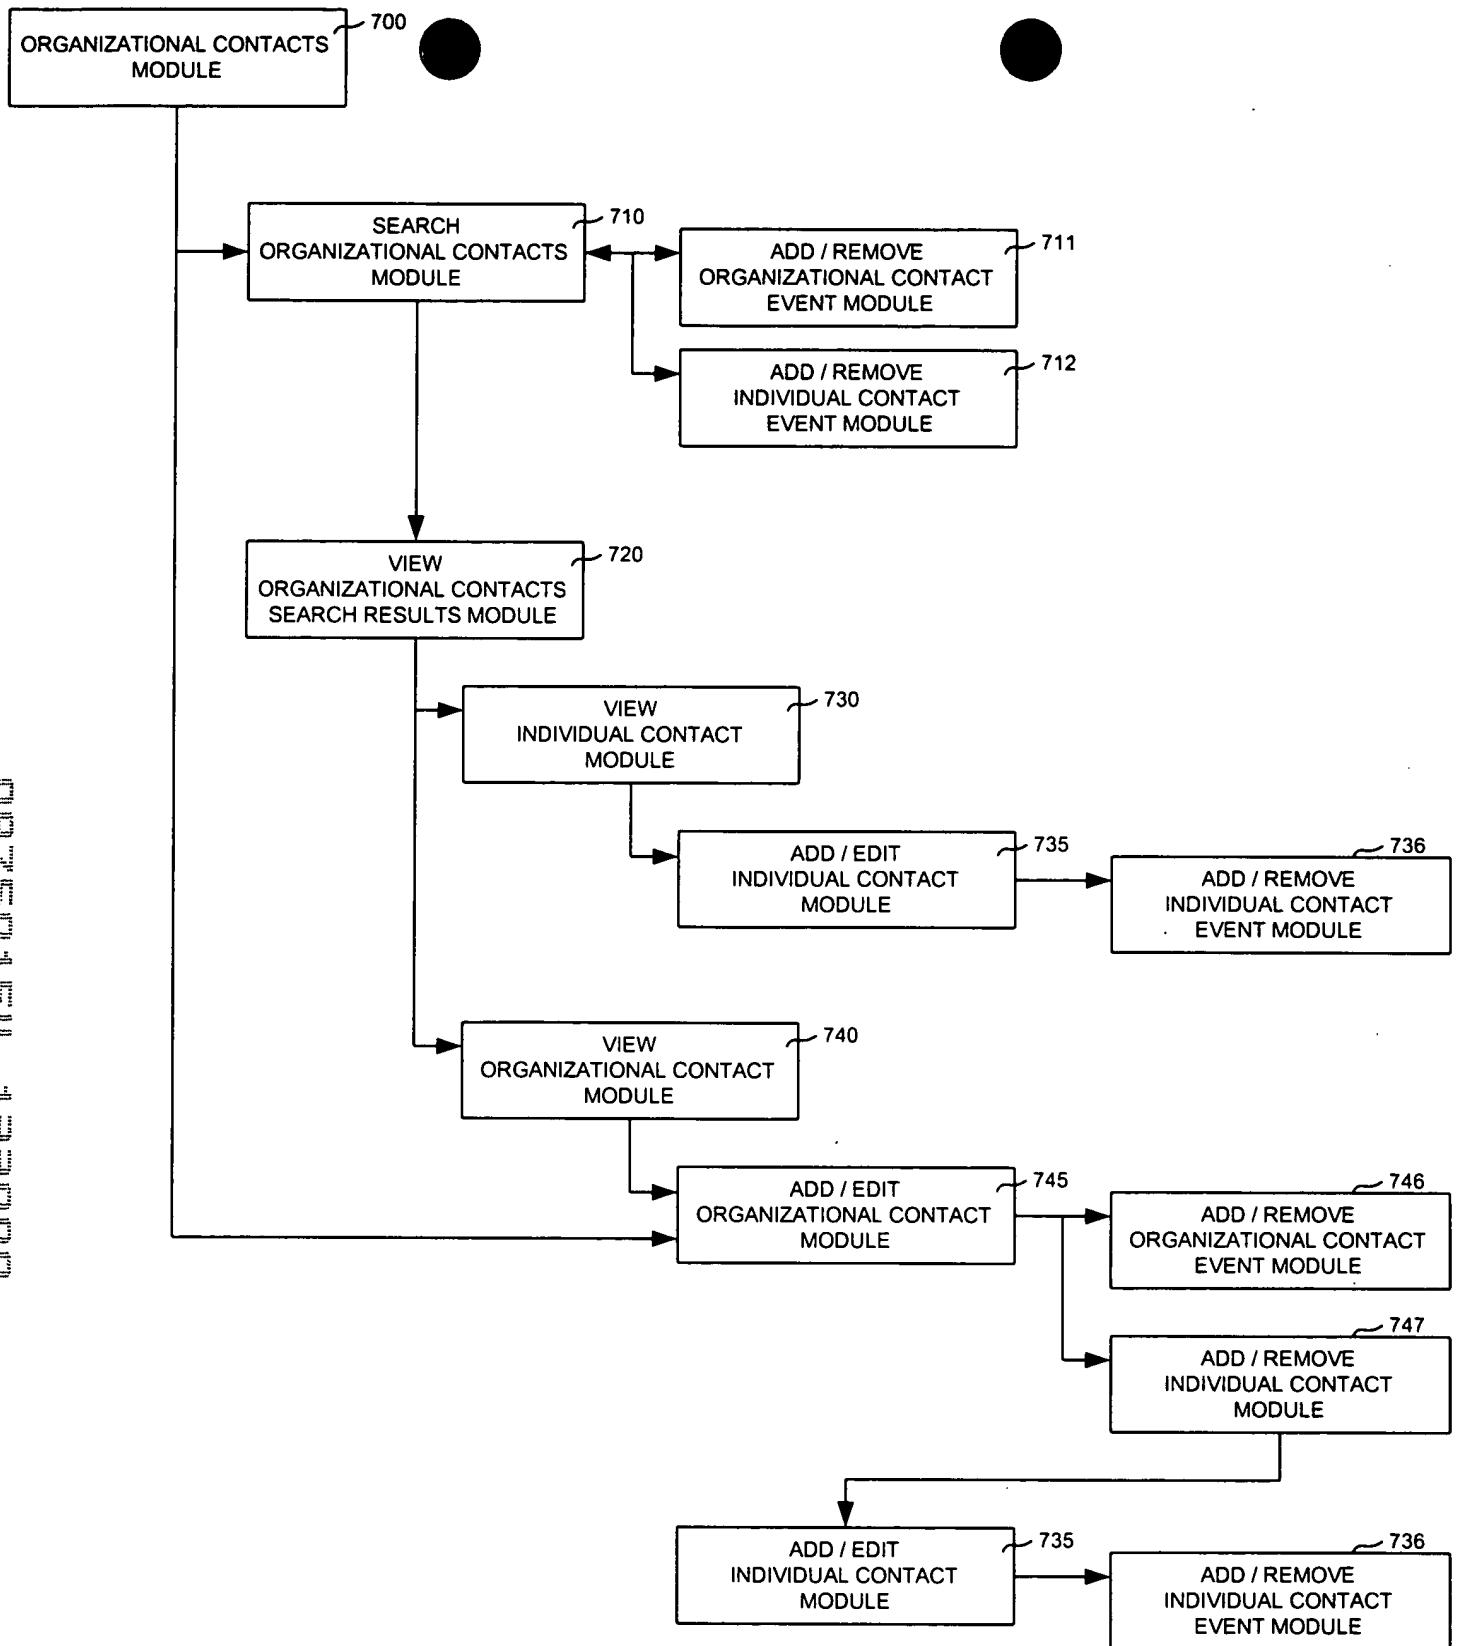 ORGANIZATIONAL CONTACTS
MODULE
700
SEARCH
ORGANIZATIONAL CONTACTS
MODULE
710
ADD / REMOVE
ORGANIZATIONAL CONTACT
EVENT MODULE
711
ADD / REMOVE
INDIVIDUAL CONTACT
EVENT MODULE
712
VIEW
ORGANIZATIONAL CONTACTS
SEARCH RESULTS MODULE
720
VIEW
INDIVIDUAL CONTACT
MODULE
730
ADD / EDIT
INDIVIDUAL CONTACT
MODULE
735
ADD / REMOVE
INDIVIDUAL CONTACT
EVENT MODULE
736
VIEW
ORGANIZATIONAL CONTACT
MODULE
740
ADD / EDIT
ORGANIZATIONAL CONTACT
MODULE
745
ADD / REMOVE
ORGANIZATIONAL CONTACT
EVENT MODULE
746
ADD / REMOVE
INDIVIDUAL CONTACT
MODULE
747
ADD / EDIT
INDIVIDUAL CONTACT
MODULE
735
ADD / REMOVE
INDIVIDUAL CONTACT
EVENT MODULE
736